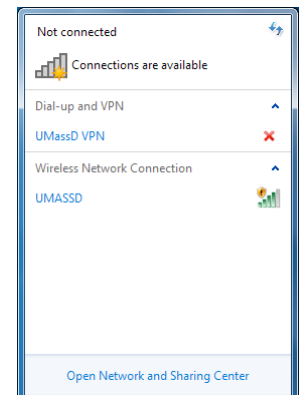 Not connected
Connections are available
Dial-up and VPN
UMassD VPN
Wireless Network Connection
UMASSD
Open Network and Sharing Center